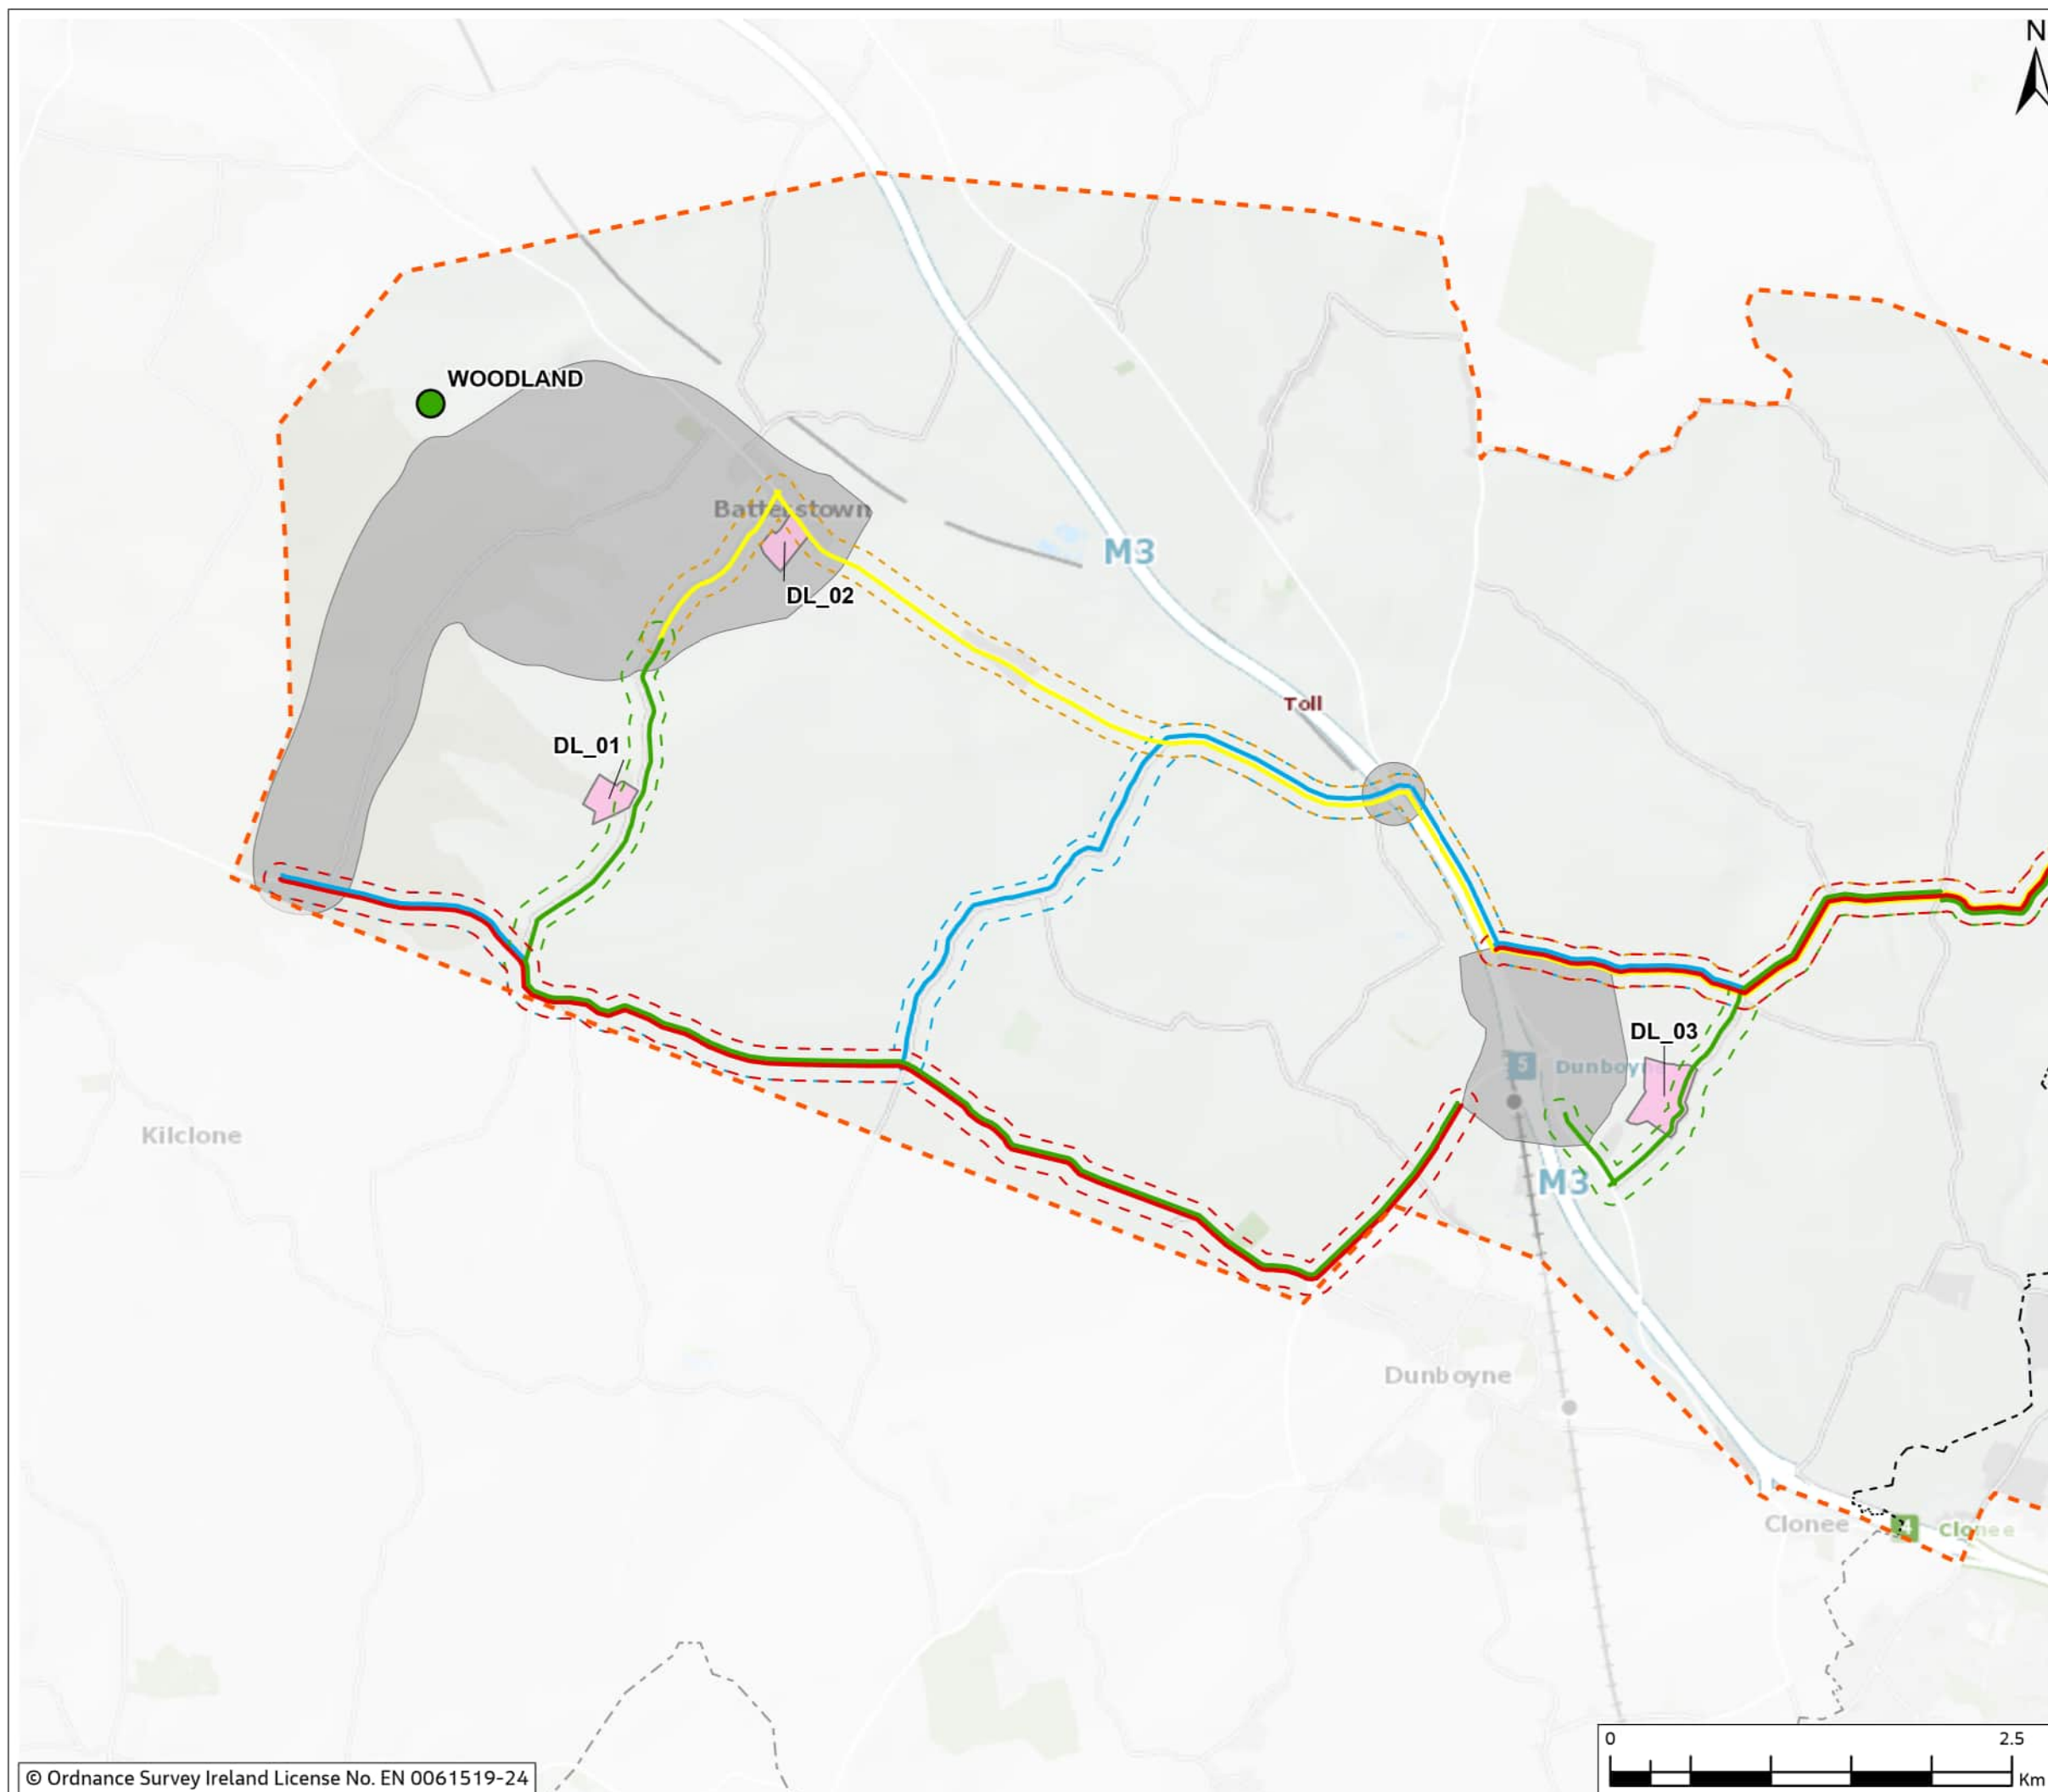 N
WOODLAND
Batterstown
M3
DL_02
Toll
DL_01
DL_03
5
Dunboyne
Kilclone
M3
Dunboyne
Clonee
4
Clonee
0
2.5
Km
© Ordnance Survey Ireland License No. EN 0061519-24